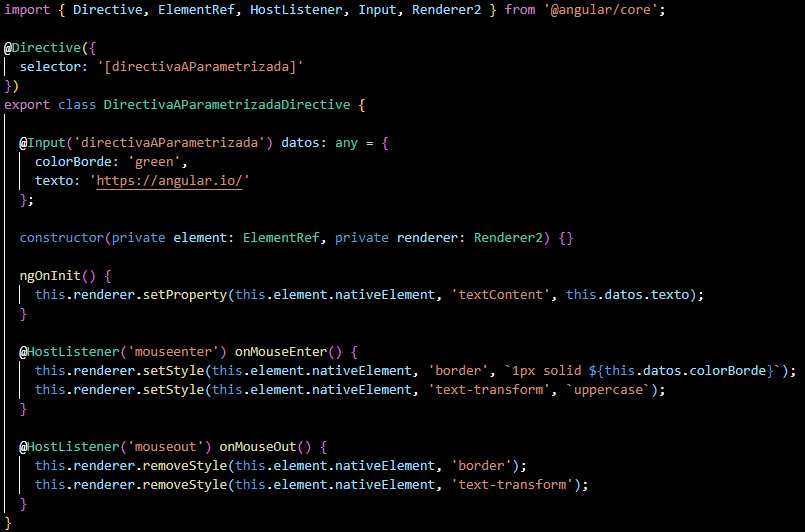 import { Directive, ElementRef, HostListener, Input, Renderer2 } from '@angular/core';
@Directive({
  selector: '[directivaAParametrizada]'
})
export class DirectivaAParametrizadaDirective {
  @Input('directivaAParametrizada') datos: any = {
    colorBorde: 'green',
    texto: 'https://angular.io/'
  };
  constructor(private element: ElementRef, private renderer: Renderer2) {}
  ngOnInit() {
    this.renderer.setProperty(this.element.nativeElement, 'textContent', this.datos.texto);
  }
  @HostListener('mouseenter') onMouseEnter() {
    this.renderer.setStyle(this.element.nativeElement, 'border', `1px solid ${this.datos.colorBorde}`);
    this.renderer.setStyle(this.element.nativeElement, 'text-transform', `uppercase`);
  }
  @HostListener('mouseout') onMouseOut() {
    this.renderer.removeStyle(this.element.nativeElement, 'border');
    this.renderer.removeStyle(this.element.nativeElement, 'text-transform');
  }
}